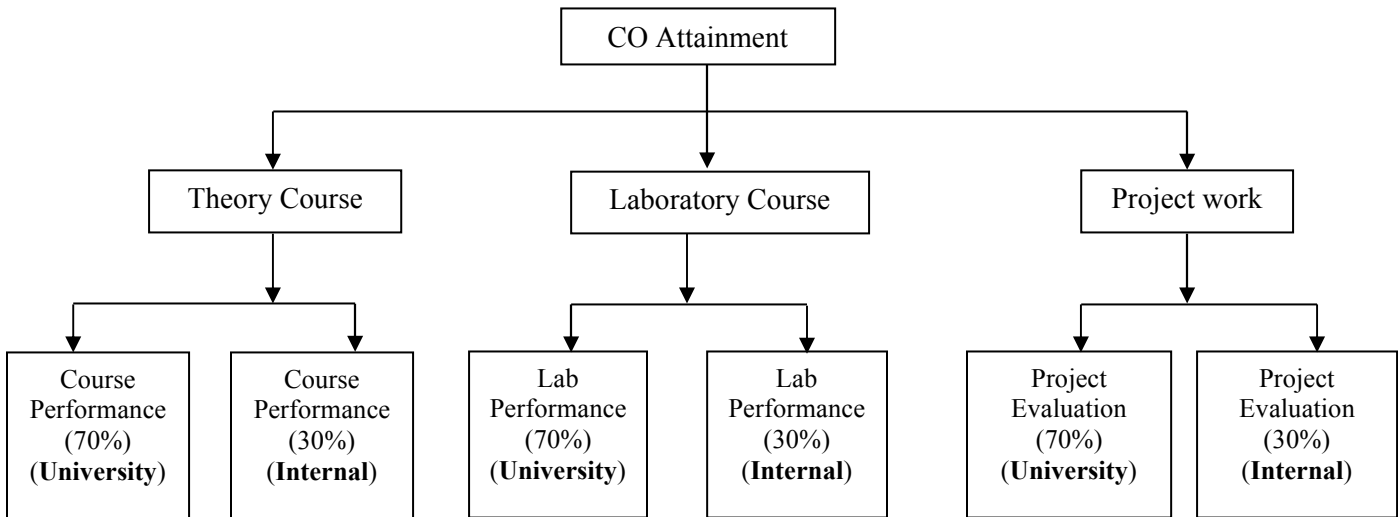 CO Attainment
Theory Course
Laboratory Course
Project work
Course
Performance
(70%)
(University)
Course
Performance
(30%)
(Internal)
Lab
Performance
(70%)
(University)
Lab
Performance
(30%)
(Internal)
Project
Evaluation
(70%)
(University)
Project
Evaluation
(30%)
(Internal)